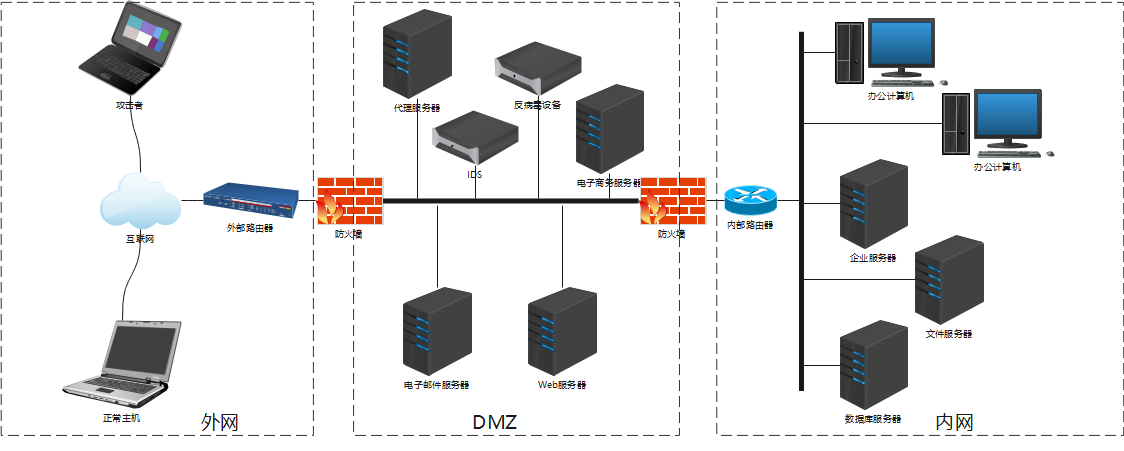 攻击者
互联网
正常主机
外部路由器
外网
防火墙
代理服务器
反病毒设备
IDS
电子商务服务器
电子邮件服务器
Web服务器
DMZ
防火墙
内部路由器
办公计算机
办公计算机
企业服务器
文件服务器
数据库服务器
内网